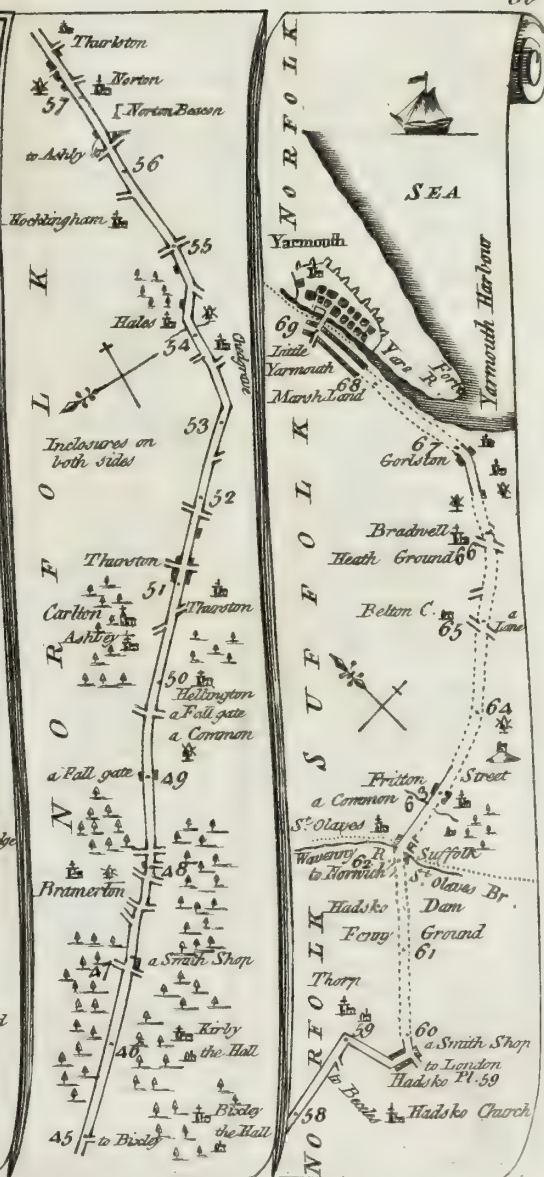 Thurlston
Norton
57
Norton Beacon
to Ashby
56
Hocklingham
55
Hales
54
53
Inclosures on
both sides
52
Thurston
51
Carlton
Thurston
Ashby
50
Hellington
a Fall gate
a Common
a Fall gate
49
48
Bramerton
47
a Smith Shop
Kirby
46
the Hall
Bixley
the Hall
45
to Bixley
NORFOLK
NORFOLK
SEA
Yarmouth
69
Little
Yarmouth
68
Marsh Land
Yare R
Fort
Yarmouth Harbour
67
Gorlston
Bradwell
Heath Ground
66
Belton C.
65
a
Lane
64
SUFFOLK
Fritton
Street
a Common
63
St. Olaves
Wavenny R
Suffolk
62
to Norwich
St. Olaves Br
Hadsko
Dam
Fenny
Ground
61
Thorp
59
60
a Smith Shop
to London
Hadsko Pl. 59
to Beccles
58
Hadsko Church
NORFOLK